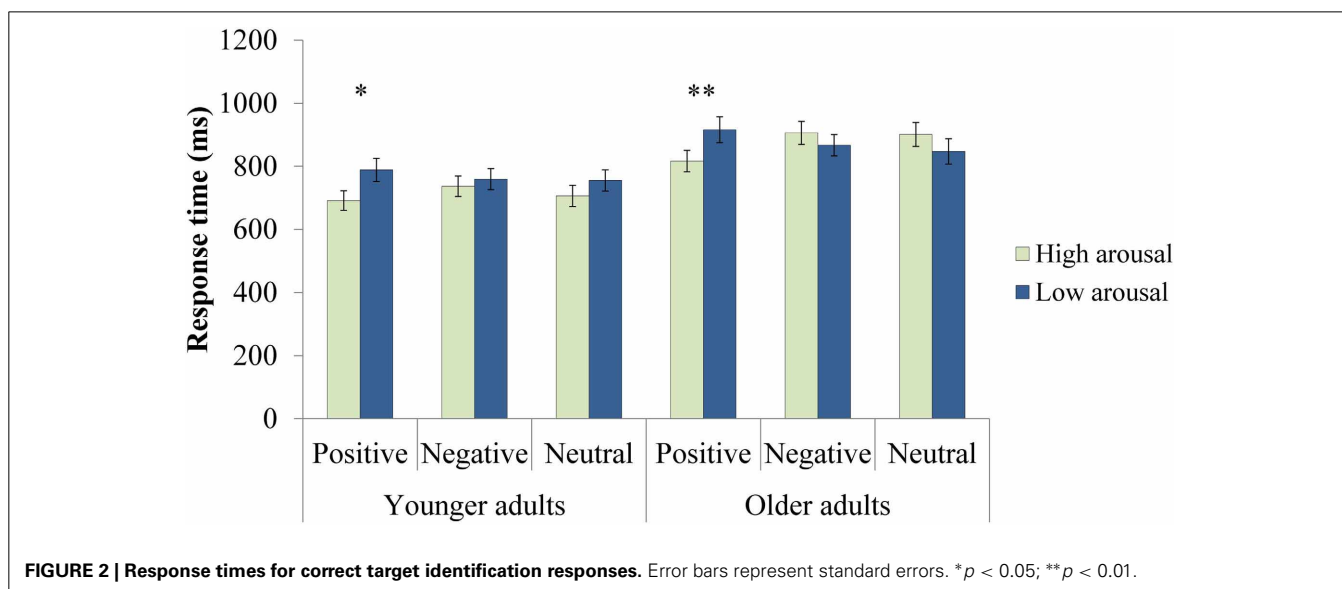 1200
1000
800
600
400
200
0
Response time (ms)
*
**
High arousal
Low arousal
Positive Negative Neutral Positive Negative Neutral
Younger adults Older adults
FIGURE 2 | Response times for correct target identification responses. Error bars represent standard errors. *p < 0.05; **p < 0.01.